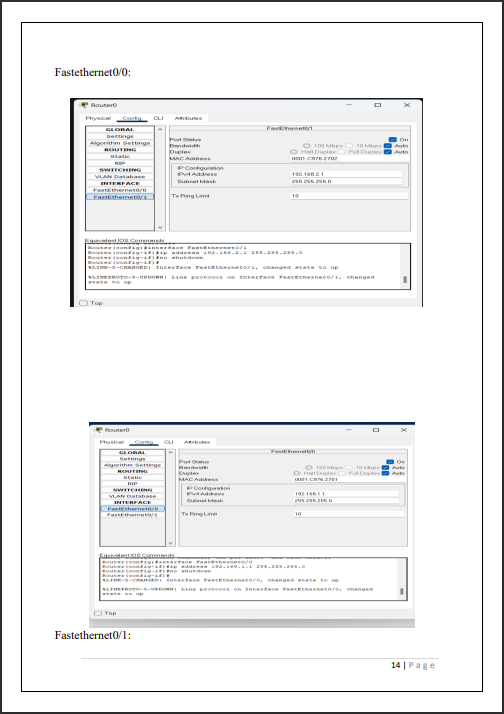 Fastethernet0/0:
Router0
Physical Config CLI Attributes
GLOBAL
Settings
Algorithm Settings
ROUTING
Static
RIP
SWITCHING
VLAN Database
INTERFACE
FastEthernet0/0
FastEthernet0/1
FastEthernet0/1
Port Status On
Bandwidth 100 Mbps 10 Mbps Auto
Duplex Half Duplex Full Duplex Auto
MAC Address 0001.C976.2702
IP Configuration
IPv4 Address 192.168.2.1
Subnet Mask 255.255.255.0
Tx Ring Limit 10
Equivalent IOS Commands
Router(config)#interface FastEthernet0/1
Router(config-if)#ip address 192.168.2.1 255.255.255.0
Router(config-if)#no shutdown
Router(config-if)#
%LINK-5-CHANGED: Interface FastEthernet0/1, changed state to up
%LINEPROTO-5-UPDOWN: Line protocol on Interface FastEthernet0/1, changed
state to up
Top
Router0
Physical Config CLI Attributes
GLOBAL
Settings
Algorithm Settings
ROUTING
Static
RIP
SWITCHING
VLAN Database
INTERFACE
FastEthernet0/0
FastEthernet0/1
FastEthernet0/0
Port Status On
Bandwidth 100 Mbps 10 Mbps Auto
Duplex Half Duplex Full Duplex Auto
MAC Address 0001.C976.2701
IP Configuration
IPv4 Address 192.168.1.1
Subnet Mask 255.255.255.0
Tx Ring Limit 10
Equivalent IOS Commands
Router(config)#interface FastEthernet0/0
Router(config-if)#ip address 192.168.1.1 255.255.255.0
Router(config-if)#no shutdown
Router(config-if)#
%LINK-5-CHANGED: Interface FastEthernet0/0, changed state to up
%LINEPROTO-5-UPDOWN: Line protocol on Interface FastEthernet0/0, changed
state to up
Top
Fastethernet0/1:
14 | Page